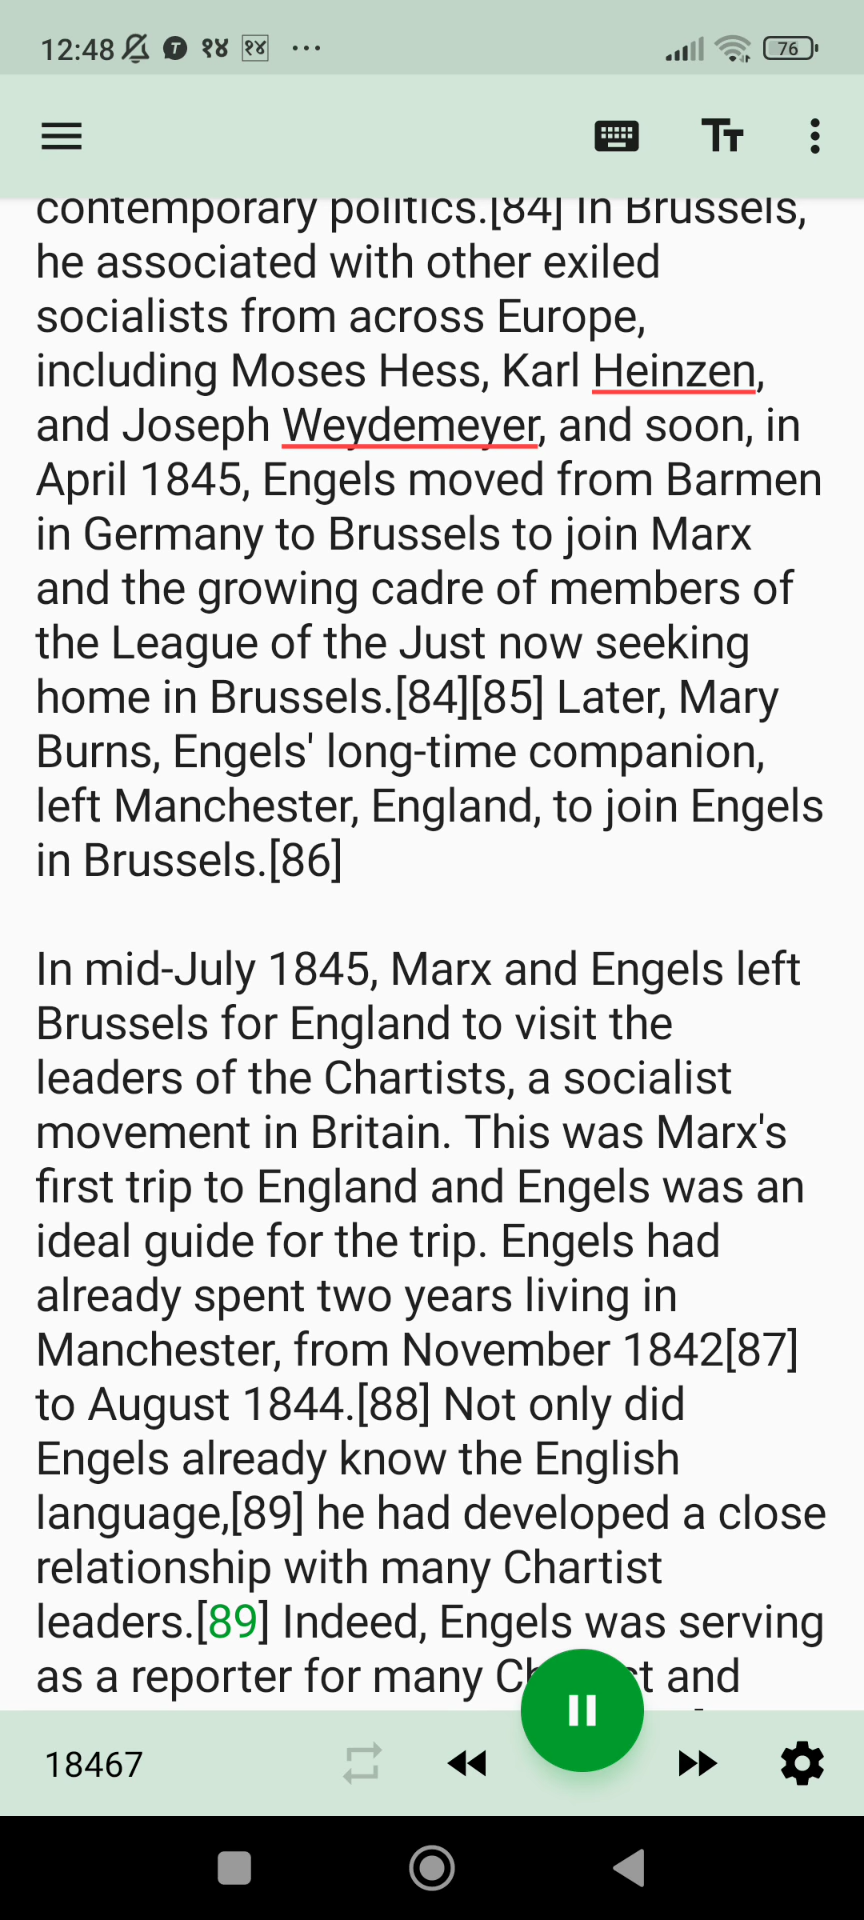 12:48 T १४ १४ ... 76
contemporary politics.[84] In Brussels,
he associated with other exiled
socialists from across Europe,
including Moses Hess, Karl Heinzen,
and Joseph Weydemeyer, and soon, in
April 1845, Engels moved from Barmen
in Germany to Brussels to join Marx
and the growing cadre of members of
the League of the Just now seeking
home in Brussels.[84][85] Later, Mary
Burns, Engels' long-time companion,
left Manchester, England, to join Engels
in Brussels.[86]
In mid-July 1845, Marx and Engels left
Brussels for England to visit the
leaders of the Chartists, a socialist
movement in Britain. This was Marx's
first trip to England and Engels was an
ideal guide for the trip. Engels had
already spent two years living in
Manchester, from November 1842[87]
to August 1844.[88] Not only did
Engels already know the English
language,[89] he had developed a close
relationship with many Chartist
leaders.[89] Indeed, Engels was serving
as a reporter for many and
18467